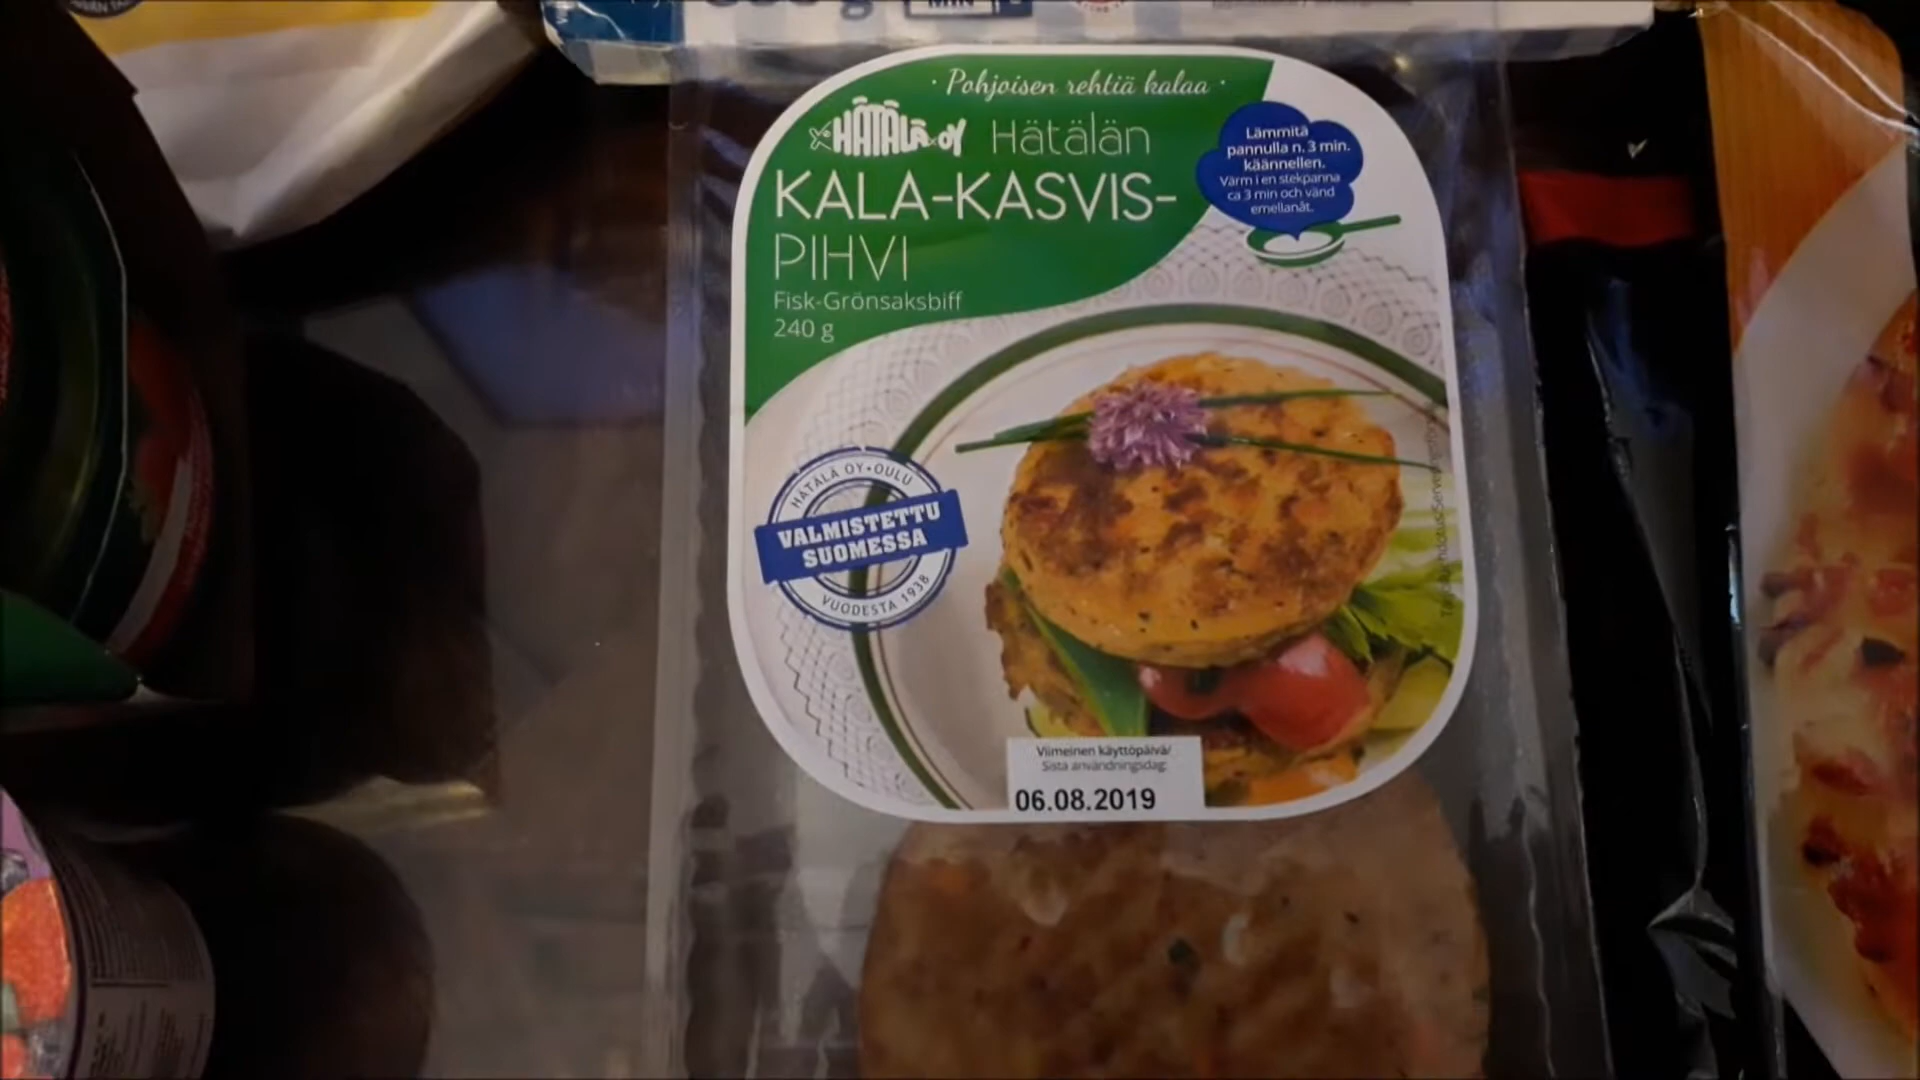 · Pohjoisen rehtiä kalaa ·
HÄTÄLÄ OY Hätälän
KALA-KASVIS-
PIHVI
Fisk-Grönsaksbiff
240 g
Lämmitä
pannulla n. 3 min.
käännellen.
Värm i en stekpanna
ca 3 min och vänd
emellanåt.
HÄTÄLÄ OY • OULU
VALMISTETTU
SUOMESSA
VUODESTA 1938
Viimeinen käyttöpäivä/
Sista användningsdag:
06.08.2019